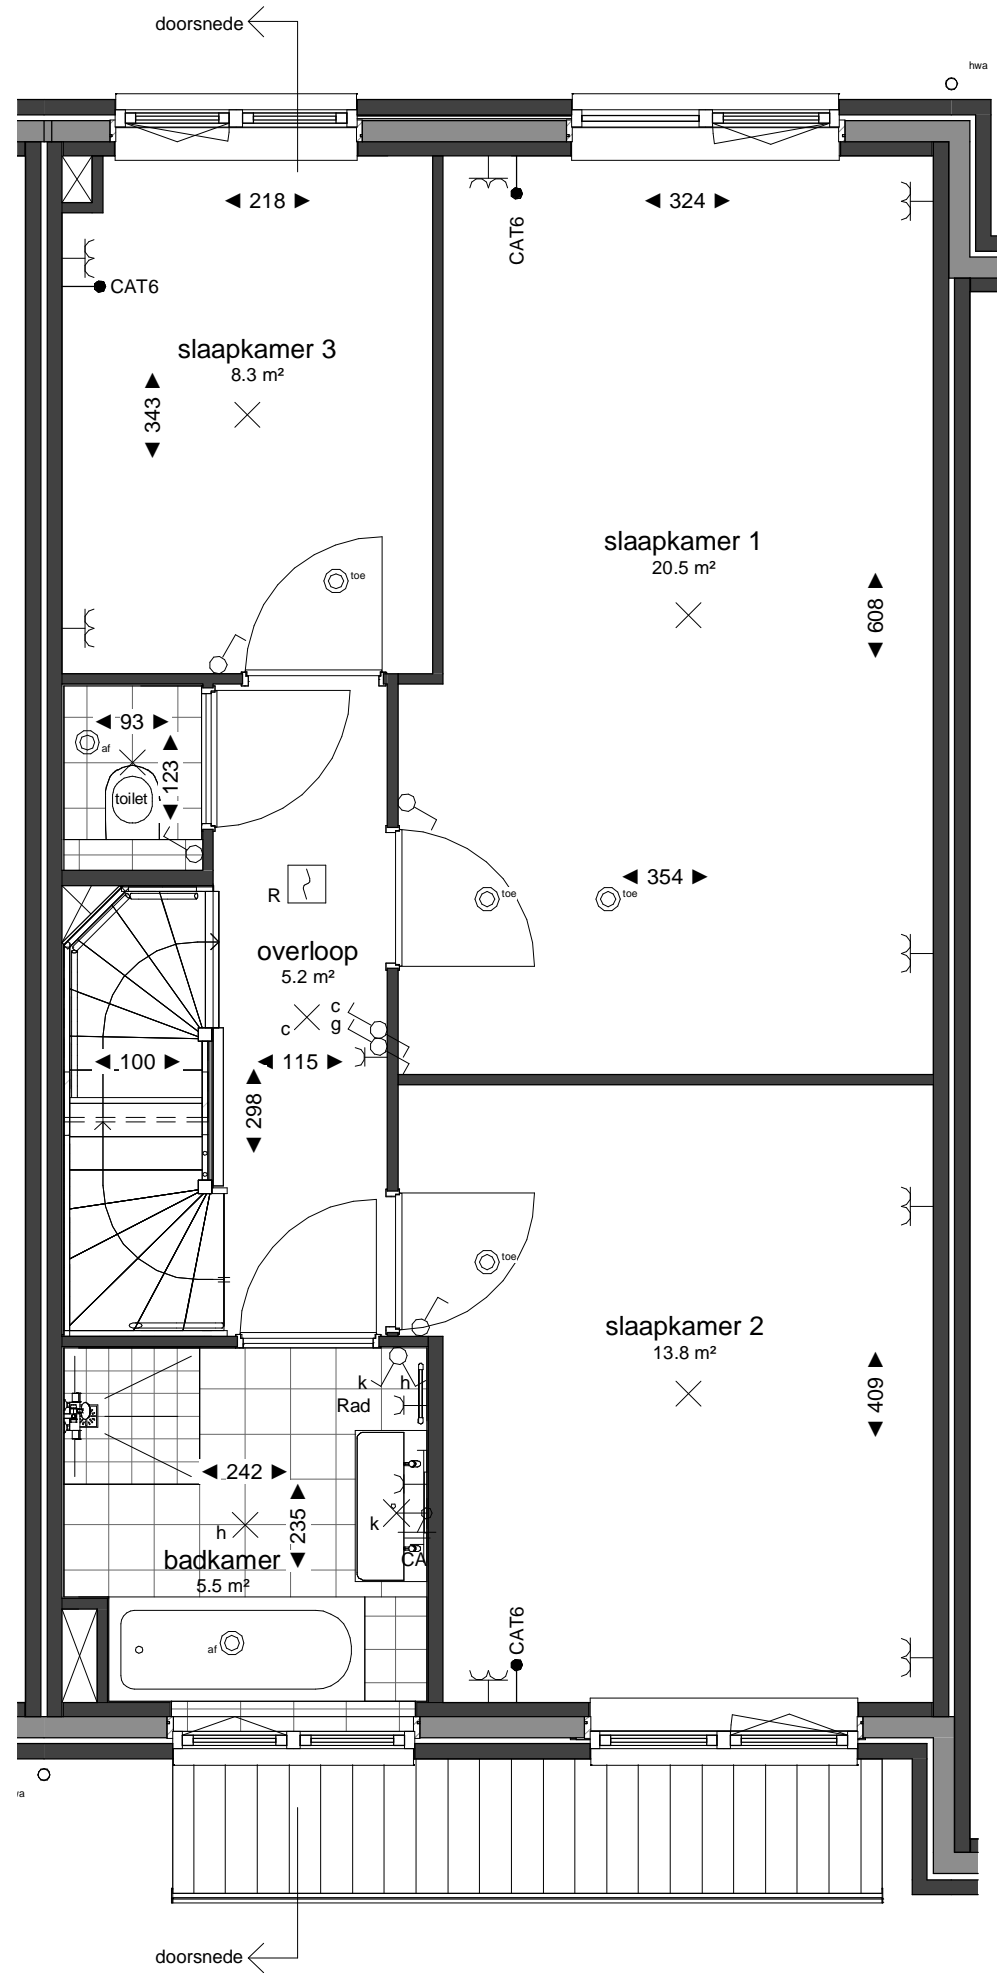 doorsnede
hwa
218
324
CAT6
CAT6
slaapkamer 3
8.3 m²
343
slaapkamer 1
20.5 m²
608
toe
93
af
123
toilet
354
toe
toe
R
overloop
5.2 m²
c
c
g
100
115
298
toe
slaapkamer 2
13.8 m²
409
k
h
Rad
242
235
h
k
badkamer
5.5 m²
CA
CAT6
af
va
doorsnede